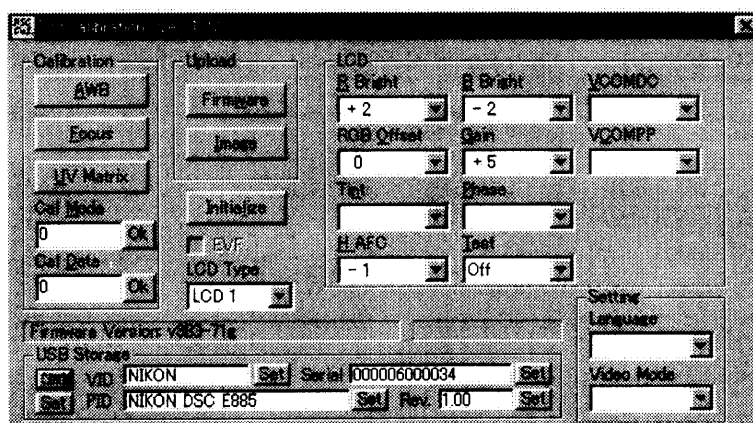 Calibration
AWB
Focus
UV Matrix
Cal Mode
0 Ok
Cal Data
0 Ok
Upload
Firmware
Image
Initialize
EVF
LCD Type
LCD 1
LCD
R Bright
+ 2
B Bright
- 2
VCOMDC
RGB Offset
0
Gain
+ 5
VCOMPP
Tint
Phase
H AFC
- 1
Test
Off
Firmware Version:
USB Storage
VID NIKON Set Serial 000006000034 Set
Set PID NIKON DSC E885 Set Rev. 1.00 Set
Setting
Language
Video Mode